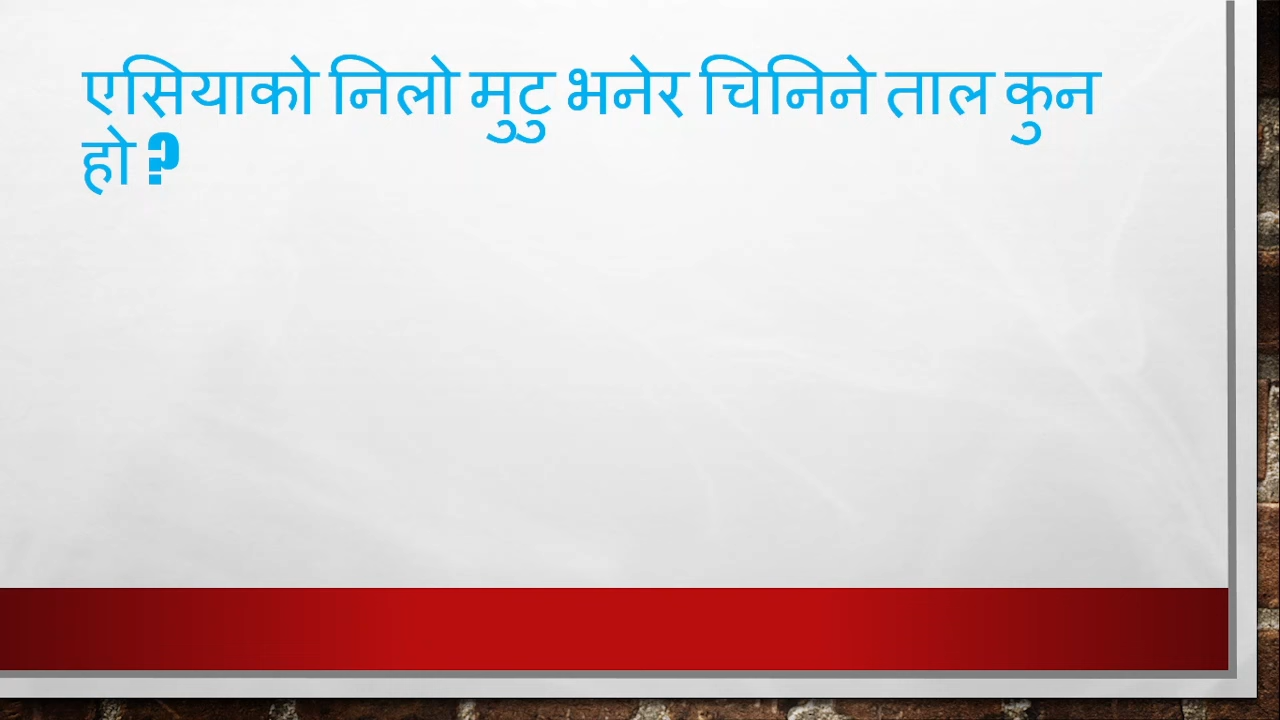 एसियाको निलो मुटु भनेर चिनिने ताल कुन
हो ?